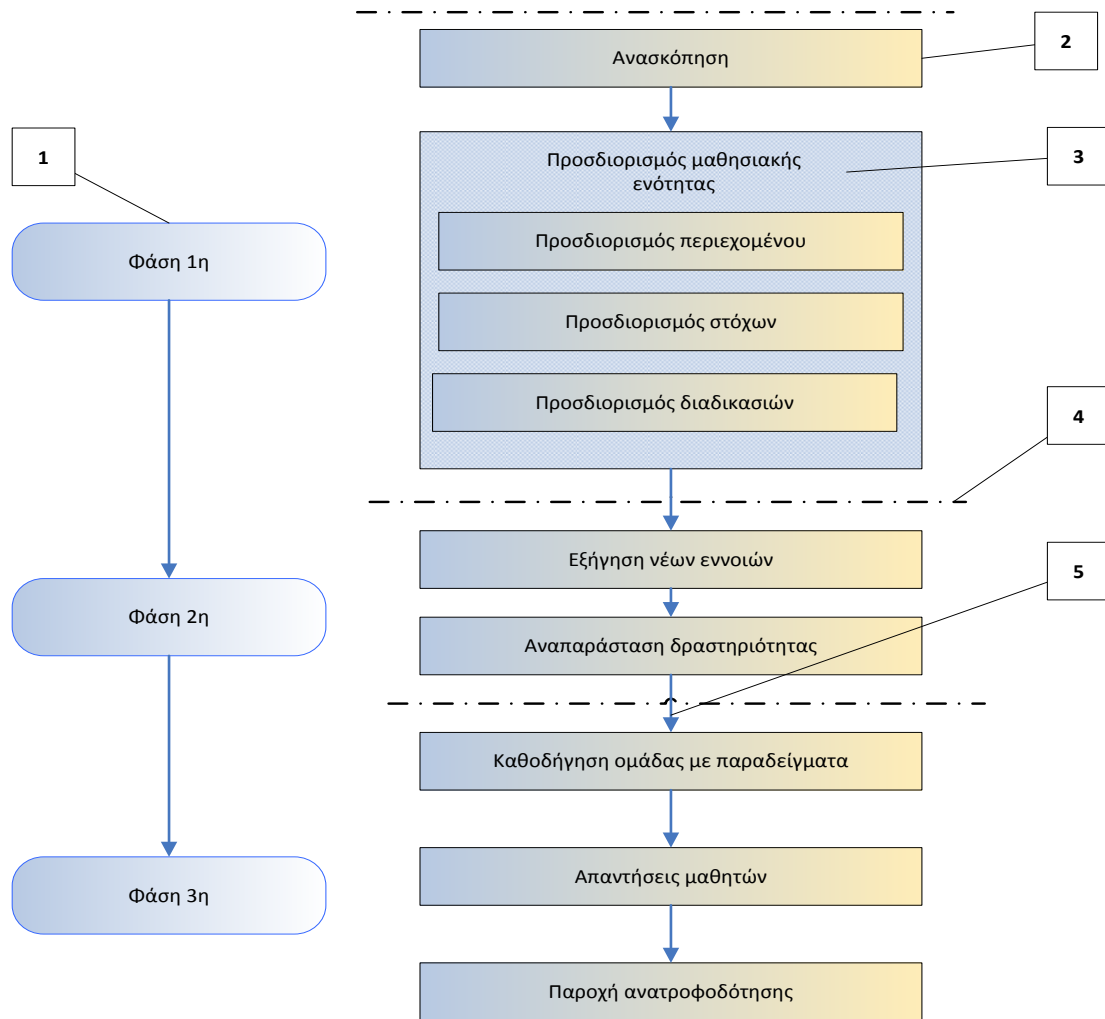 2
Ανασκόπηση
1
3
Προσδιορισμός μαθησιακής
ενότητας
Φάση 1η
Προσδιορισμός περιεχομένου
Προσδιορισμός στόχων
Προσδιορισμός διαδικασιών
4
Εξήγηση νέων εννοιών
5
Φάση 2η
Αναπαράσταση δραστηριότητας
Καθοδήγηση ομάδας με παραδείγματα
Απαντήσεις μαθητών
Φάση 3η
Παροχή ανατροφοδότησης